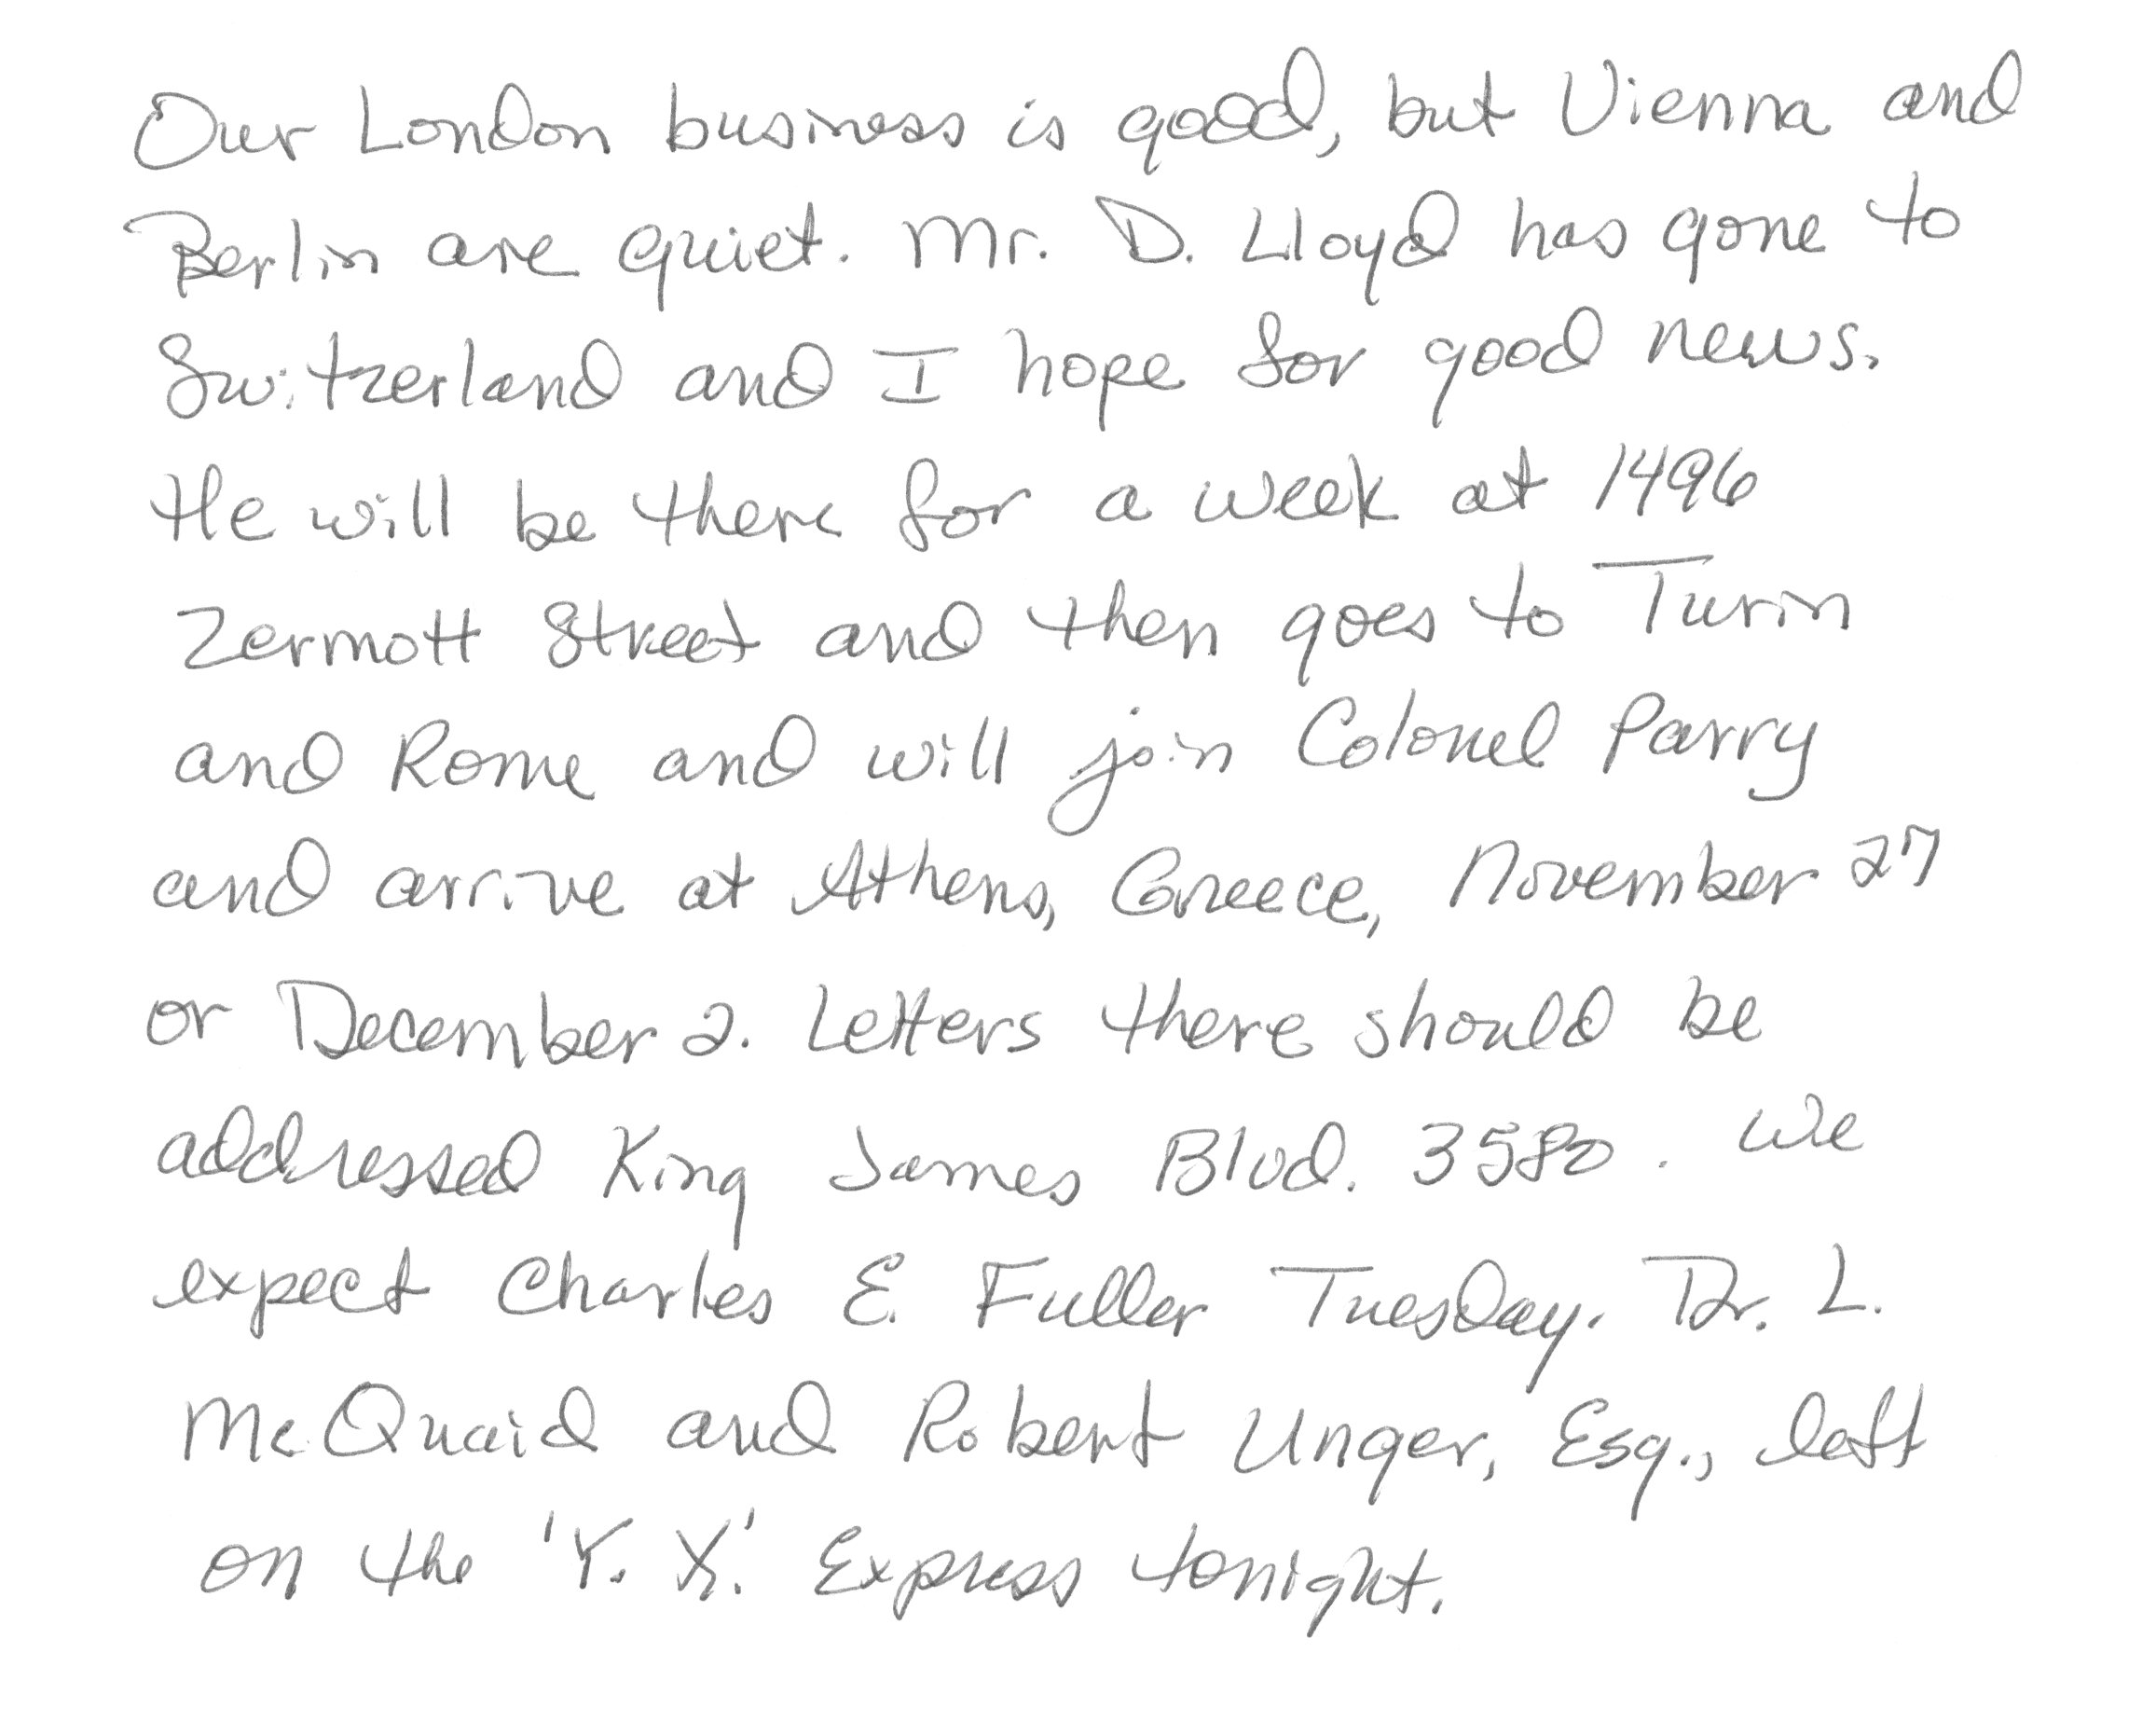 Our London business is good, but Vienna and
Berlin are quiet. Mr. D. Lloyd has gone to
Switzerland and I hope for good news.
He will be there for a week at 1496
Zermott Street and then goes to Turin
and Rome and will join Colonel Parry
and arrive at Athens, Greece, November 27
or December 2. Letters there should be
addressed King James Blvd. 3580. We
expect Charles E. Fuller Tuesday. Dr. L.
McQuaid and Robert Unger, Esq., left
on the 'Y. X.' Express tonight.